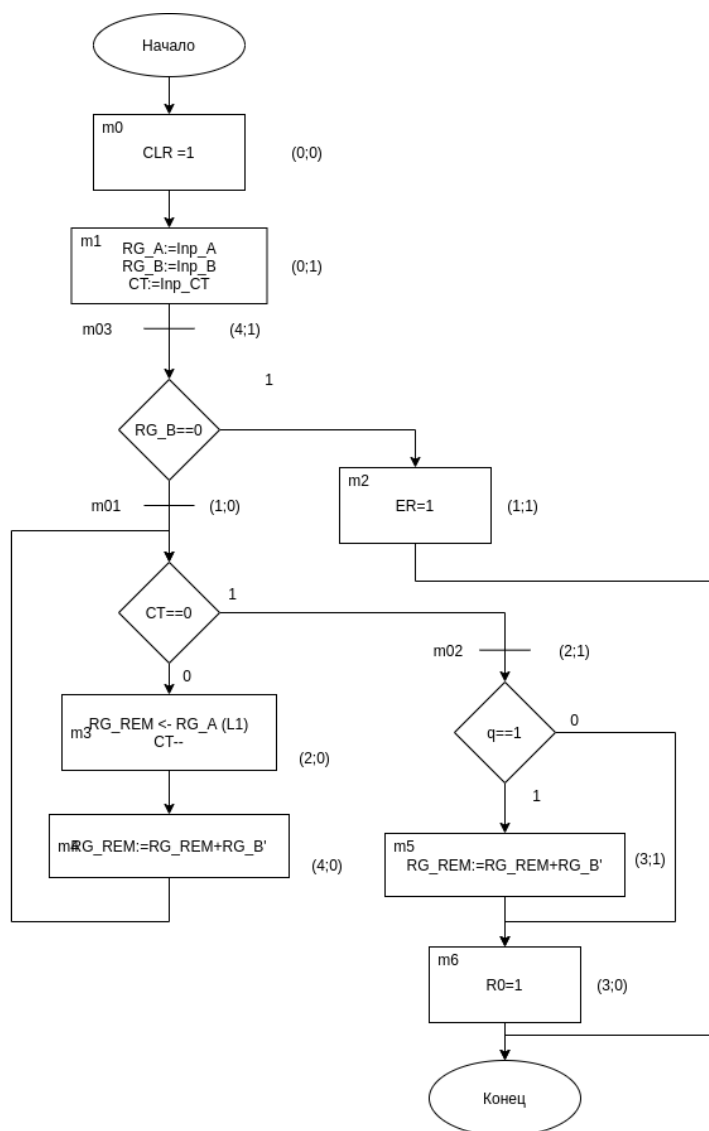 Начало
m0
CLR =1
(0;0)
m1
RG_A:=Inp_A
RG_B:=Inp_B
CT:=Inp_CT
(0;1)
m03
(4;1)
1
RG_B==0
m01
(1;0)
m2
ER=1
(1;1)
CT==0
1
0
m02
(2;1)
m3
RG_REM <- RG_A (L1)
CT--
(2;0)
q==1
0
1
m4
RG_REM:=RG_REM+RG_B'
(4;0)
m5
RG_REM:=RG_REM+RG_B'
(3;1)
m6
R0=1
(3;0)
Конец